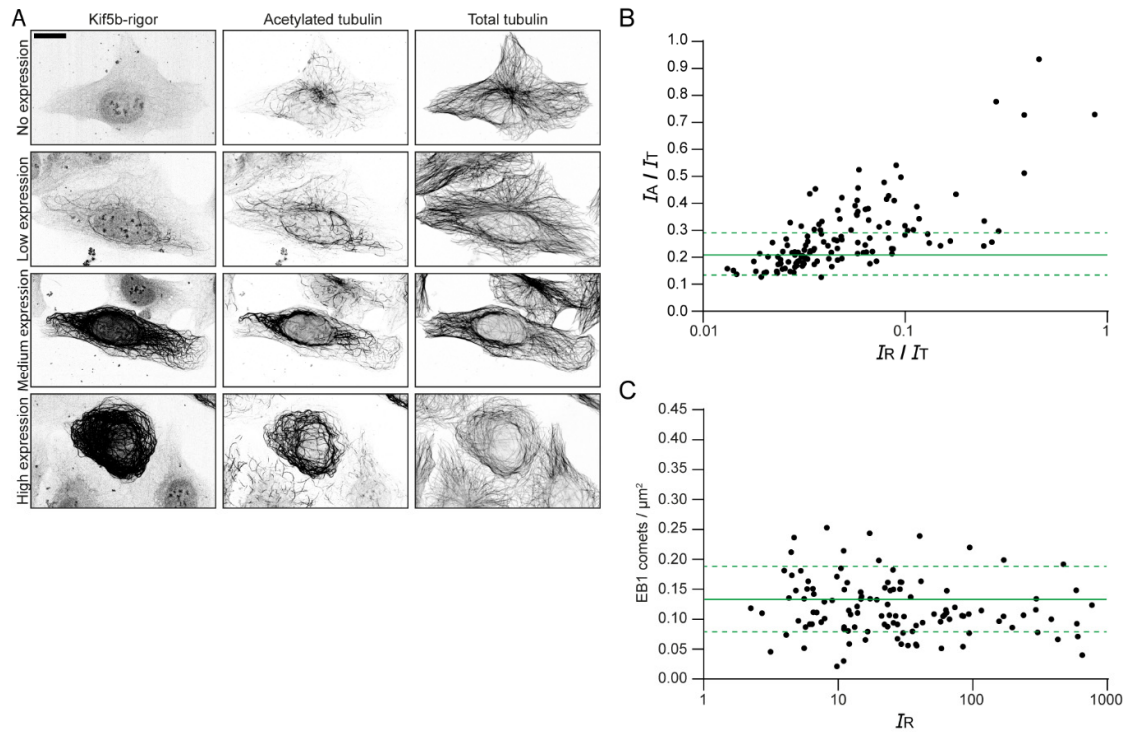 A
Kif5b-rigor
Acetylated tubulin
Total tubulin
No expression
Low expression
Medium expression
High expression
B
IA / IT
1.0
0.9
0.8
0.7
0.6
0.5
0.4
0.3
0.2
0.1
0.0
0.01
0.1
1
IR / IT
C
EB1 comets / µm²
0.45
0.40
0.35
0.30
0.25
0.20
0.15
0.10
0.05
0.00
1
10
100
1000
IR